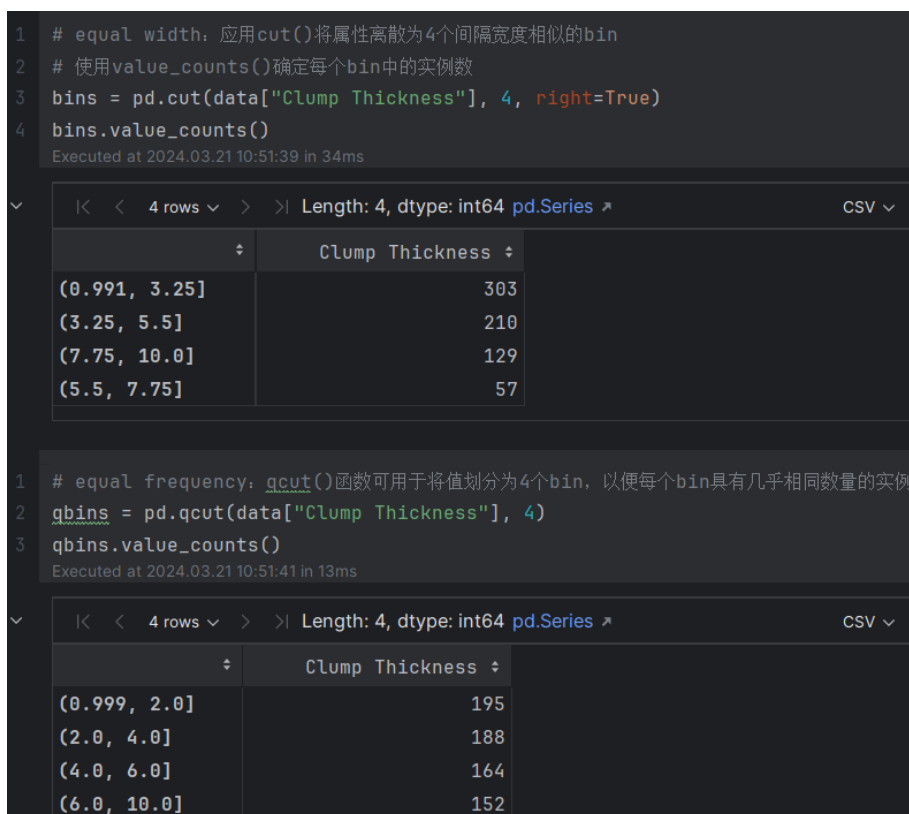 1 # equal width：应用cut()将属性离散为4个间隔宽度相似的bin
2 # 使用value_counts()确定每个bin中的实例数
3 bins = pd.cut(data["Clump Thickness"], 4, right=True)
4 bins.value_counts()
Executed at 2024.03.21 10:51:39 in 34ms
4 rows Length: 4, dtype: int64 pd.Series CSV
Clump Thickness
(0.991, 3.25] 303
(3.25, 5.5] 210
(7.75, 10.0] 129
(5.5, 7.75] 57
1 # equal frequency：qcut()函数可用于将值划分为4个bin，以便每个bin具有几乎相同数量的实例
2 qbins = pd.qcut(data["Clump Thickness"], 4)
3 qbins.value_counts()
Executed at 2024.03.21 10:51:41 in 13ms
4 rows Length: 4, dtype: int64 pd.Series CSV
Clump Thickness
(0.999, 2.0] 195
(2.0, 4.0] 188
(4.0, 6.0] 164
(6.0, 10.0] 152